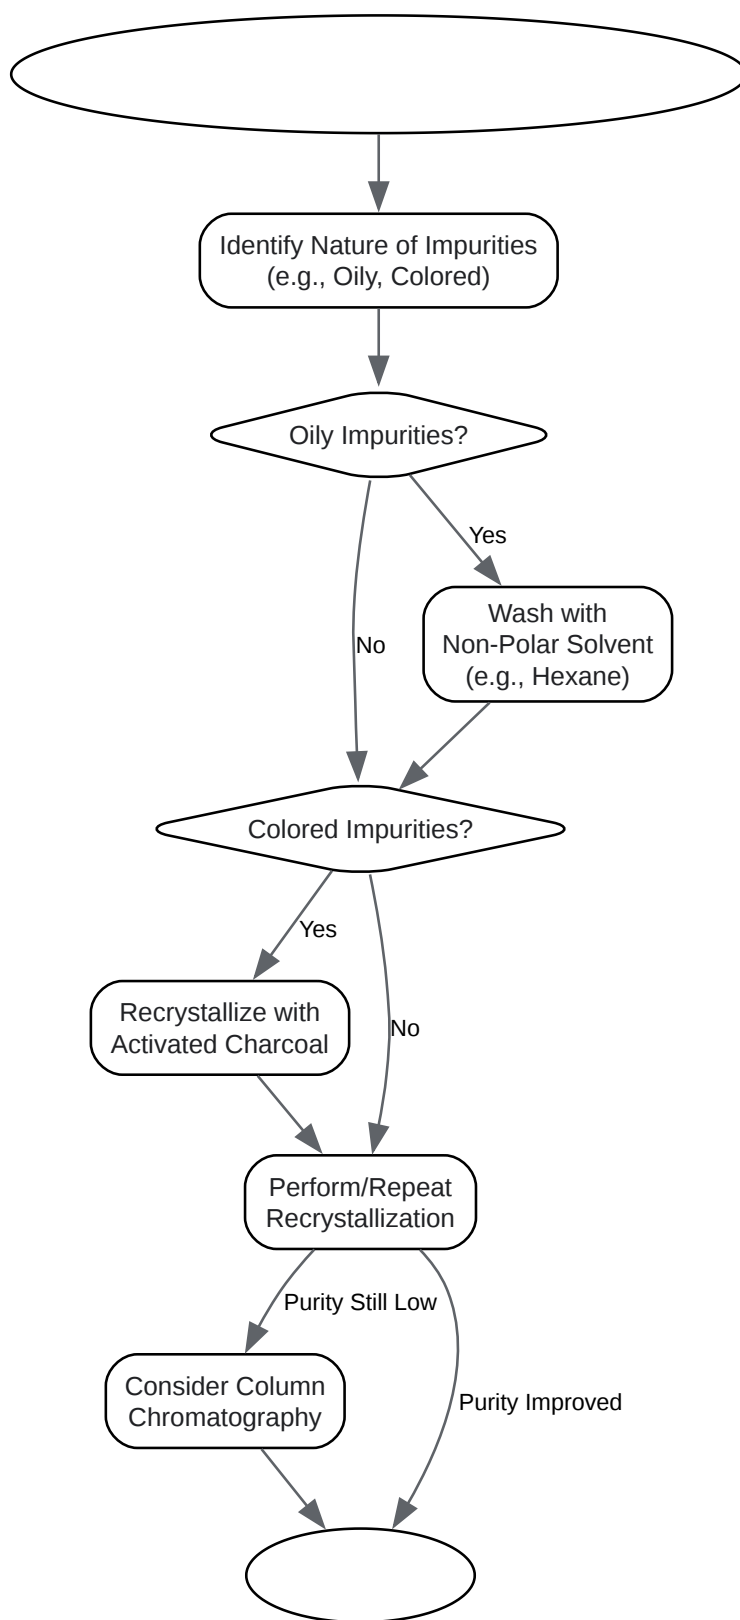 Identify Nature of Impurities
(e.g., Oily, Colored)
Oily Impurities?
Yes
Wash with
Non-Polar Solvent
(e.g., Hexane)
No
Colored Impurities?
Yes
Recrystallize with
Activated Charcoal
No
Perform/Repeat
Recrystallization
Purity Still Low
Consider Column
Chromatography
Purity Improved